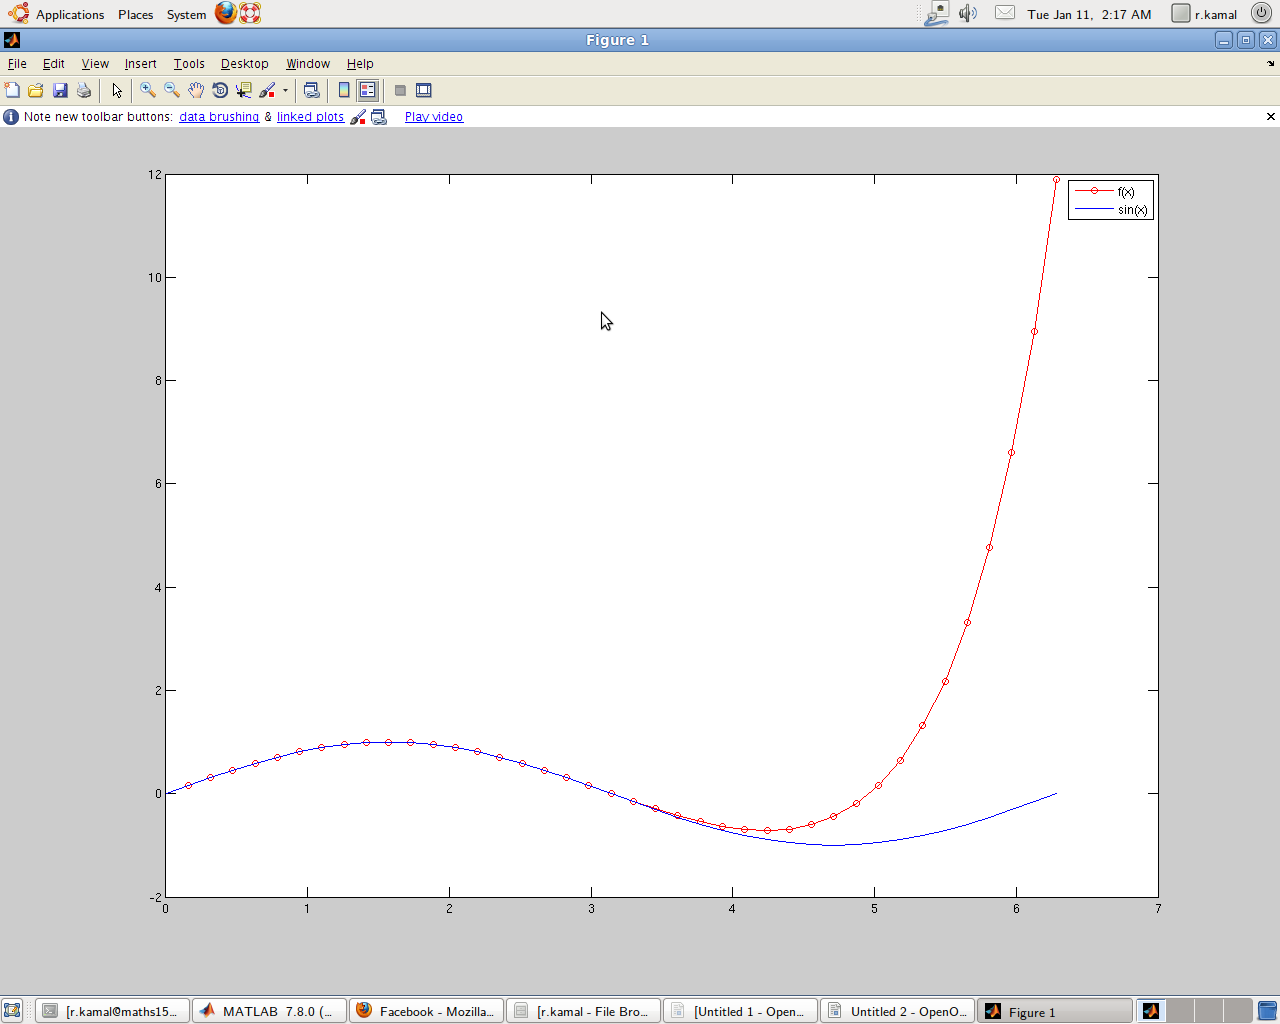 Applications Places System Tue Jan 11, 2:17 AM r.kamal
Figure 1
File Edit View Insert Tools Desktop Window Help
Note new toolbar buttons: data brushing & linked plots Play video
12
10
8
6
4
2
0
-2
0 1 2 3 4 5 6 7
f(x)
sin(x)
[r.kamal@maths15... MATLAB 7.8.0 (... Facebook - Mozilla... [r.kamal - File Bro... [Untitled 1 - Open... Untitled 2 - OpenO... Figure 1